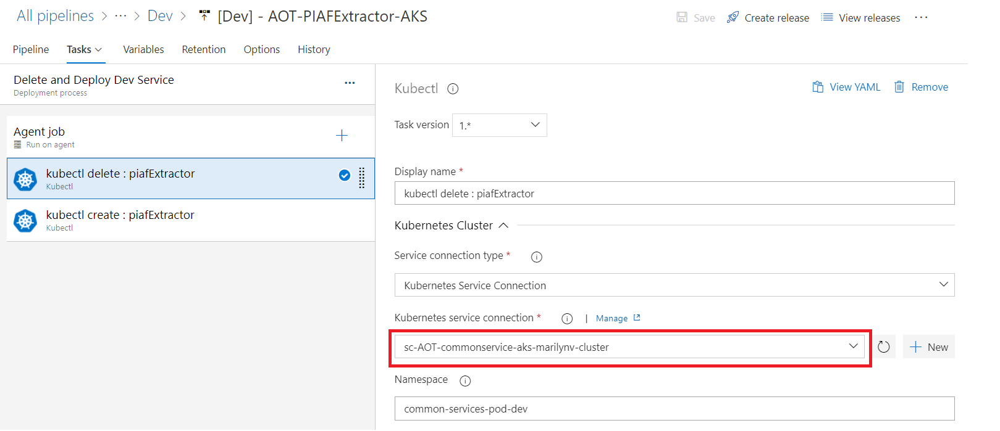 All pipelines > ··· > Dev > [Dev] - AOT-PIAFExtractor-AKS
Save Create release View releases ···
Pipeline Tasks Variables Retention Options History
Delete and Deploy Dev Service
Deployment process
Agent job
Run on agent
kubectl delete : piafExtractor
Kubectl
kubectl create : piafExtractor
Kubectl
Kubectl
View YAML Remove
Task version 1.*
Display name *
kubectl delete : piafExtractor
Kubernetes Cluster
Service connection type *
Kubernetes Service Connection
Kubernetes service connection * | Manage
sc-AOT-commonservice-aks-marilynv-cluster
New
Namespace
common-services-pod-dev